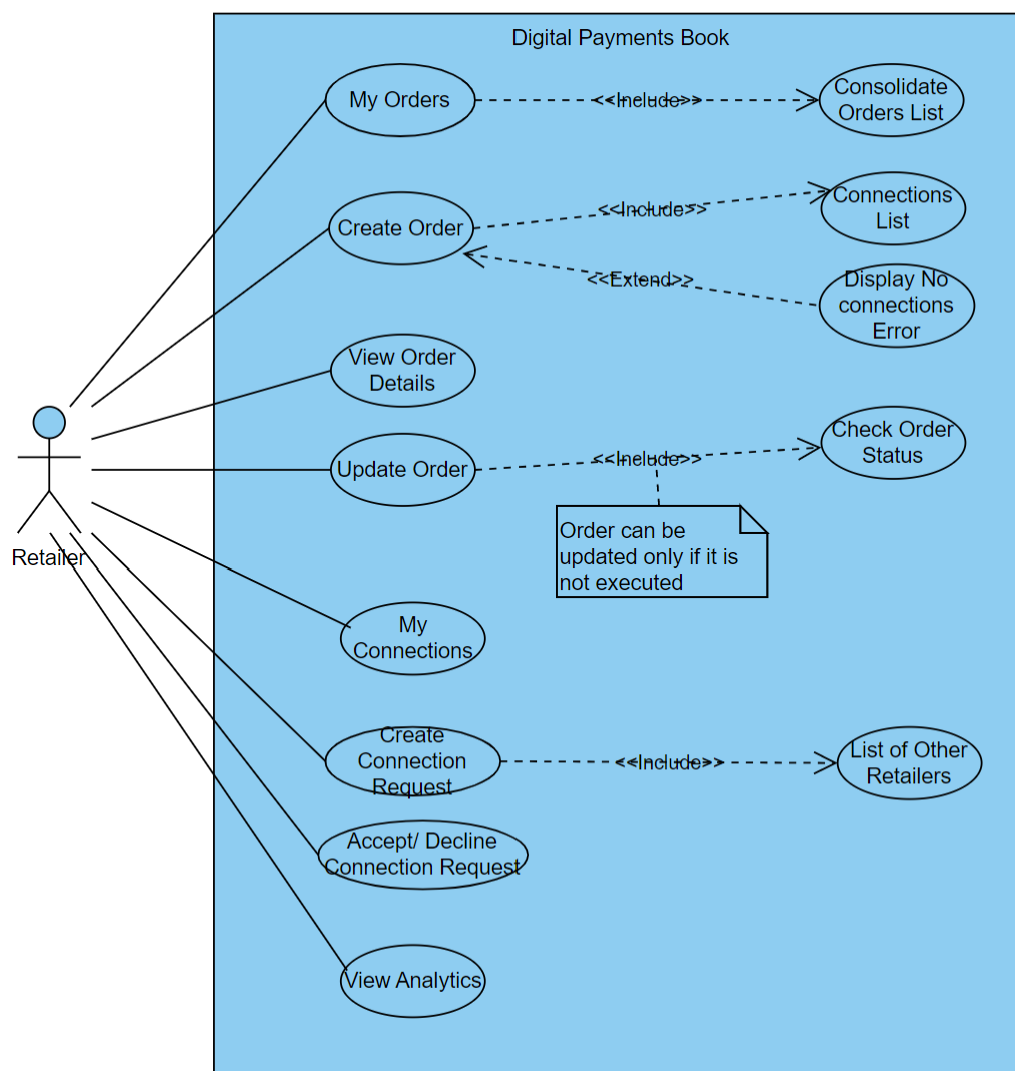 Digital Payments Book
My Orders
<<Include>>
Consolidate
Orders List
Create Order
<<Include>>
Connections
List
<<Extend>>
Display No
connections
Error
View Order
Details
Update Order
<<Include>>
Check Order
Status
Order can be
updated only if it is
not executed
Retailer
My
Connections
Create
Connection
Request
<<Include>>
List of Other
Retailers
Accept/ Decline
Connection Request
View Analytics